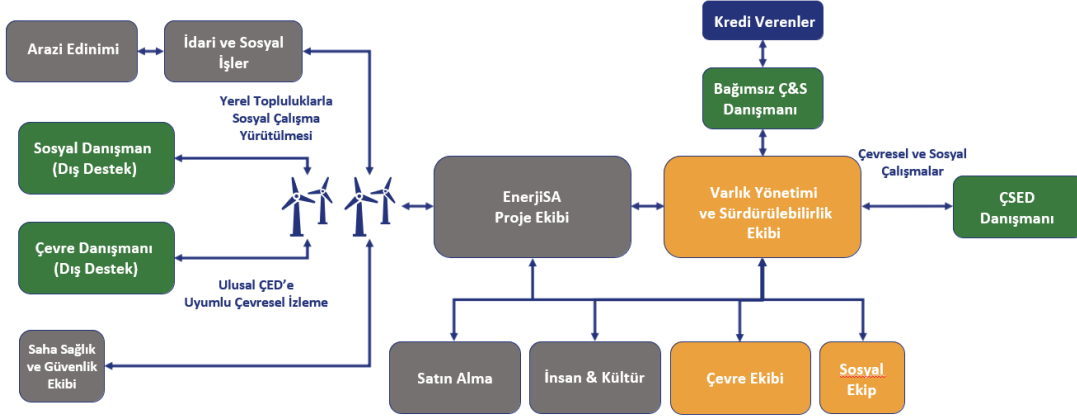 Kredi Verenler
Arazi Edinimi
İdari ve Sosyal
İşler
Bağımsız Ç&S
Danışmanı
Yerel Topluluklarla
Sosyal Çalışma
Yürütülmesi
Sosyal Danışman
(Dış Destek)
Çevresel ve Sosyal
Çalışmalar
EnerjiSA
Proje Ekibi
Varlık Yönetimi
ve Sürdürülebilirlik
Ekibi
ÇSED
Danışmanı
Çevre Danışmanı
(Dış Destek)
Ulusal ÇED’e
Uyumlu Çevresel İzleme
Saha Sağlık
ve Güvenlik
Ekibi
Satın Alma
İnsan & Kültür
Çevre Ekibi
Sosyal
Ekip